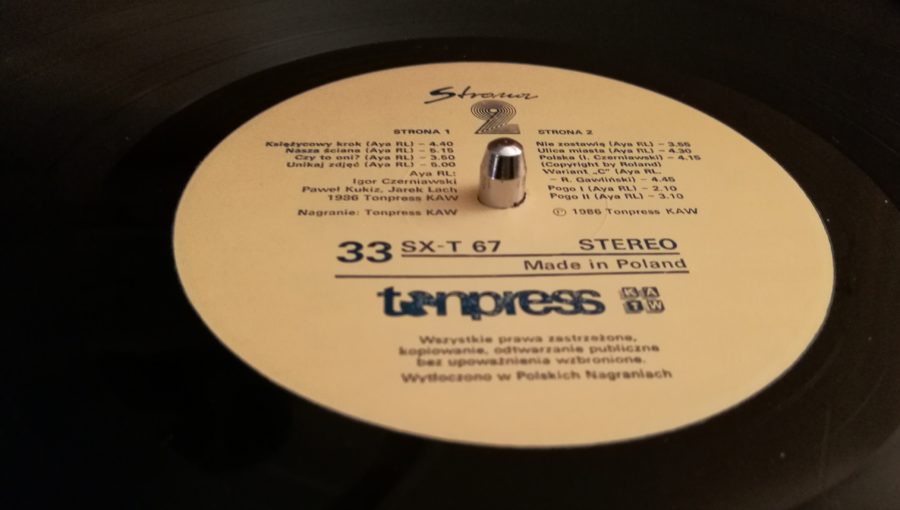 Strona
2
STRONA 1
Księżycowy krok (Aya RL) – 4.40
Nasza ściana (Aya RL) – 5.15
Czy to oni? (Aya RL) – 3.50
Unikaj zdjęć (Aya RL) – 5.00
Aya RL:
Igor Czerniawski
Paweł Kukiz, Jarek Lach
1986 Tonpress KAW
Nagranie: Tonpress KAW
STRONA 2
Nie zostawię (Aya RL) – 3.55
Ulica miasta (Aya RL) – 4.30
Polska (I. Czerniawski) – 4.15
(Copyright by Roland)
Wariant „C” (Aya RL,
– R. Gawliński) – 4.45
Pogo I (Aya RL) – 2.10
Pogo II (Aya RL) – 3.10
Ⓟ 1986 Tonpress KAW
33 SX-T 67 STEREO
Made in Poland
tonpress KAW
Wszystkie prawa zastrzeżone,
kopiowanie, odtwarzanie publiczne
bez upoważnienia wzbronione.
Wytłoczono w Polskich Nagraniach